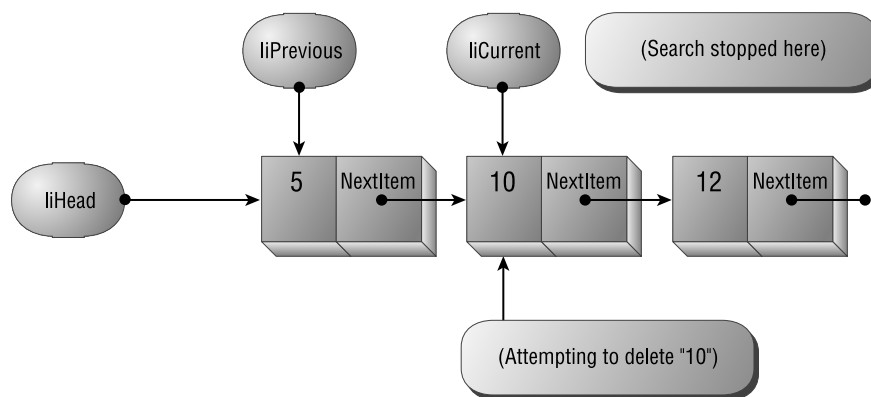 liPrevious
liCurrent
(Search stopped here)
liHead
5
NextItem
10
NextItem
12
NextItem
(Attempting to delete "10")